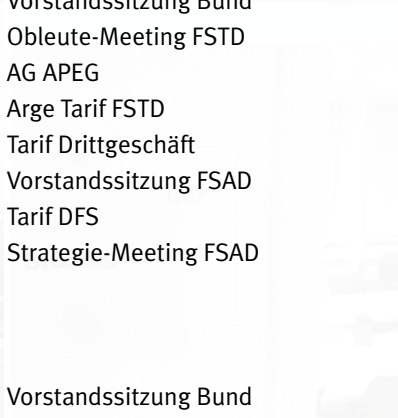 Vorstandssitzung Bund
Obleute-Meeting FSTD
AG APEG
Arge Tarif FSTD
Tarif Drittgeschäft
Vorstandssitzung FSAD
Tarif DFS
Strategie-Meeting FSAD
Vorstandssitzung Bund